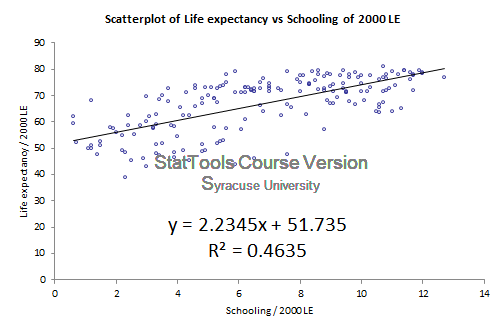 Scatterplot of Life expectancy vs Schooling of 2000 LE
90
80
70
60
50
40
30
20
10
0
Life expectancy / 2000 LE
StatTools Course Version
Syracuse University
y = 2.2345x + 51.735
R² = 0.4635
0 2 4 6 8 10 12 14
Schooling / 2000 LE